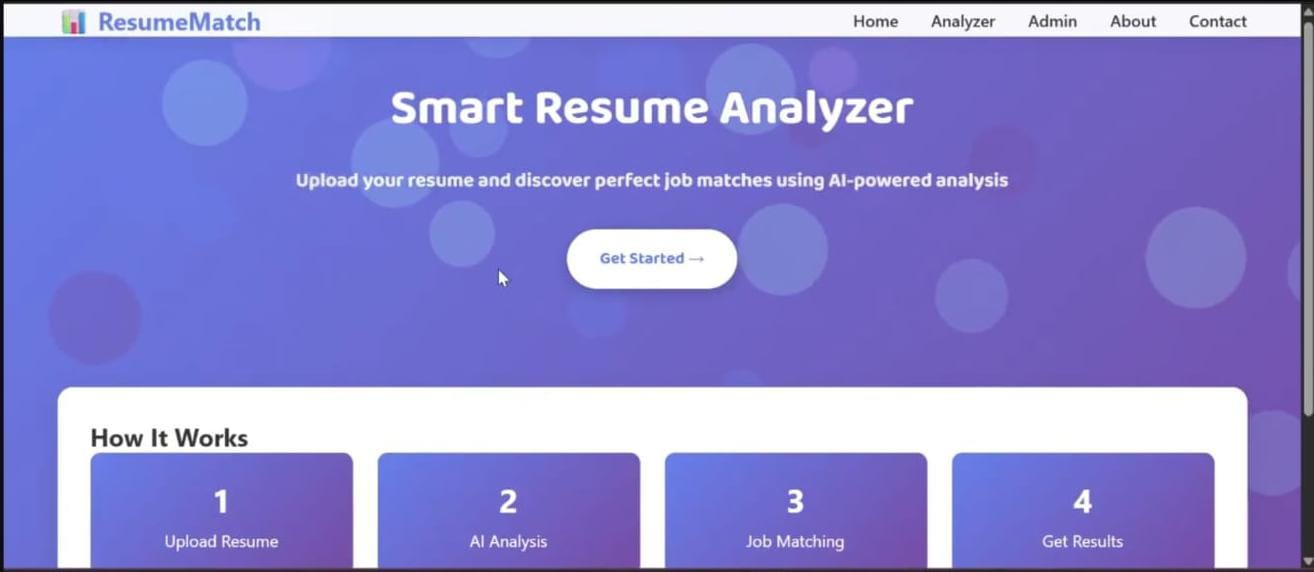 ResumeMatch
Home Analyzer Admin About Contact
Smart Resume Analyzer
Upload your resume and discover perfect job matches using AI-powered analysis
Get Started →
How It Works
1 2 3 4
Upload Resume AI Analysis Job Matching Get Results